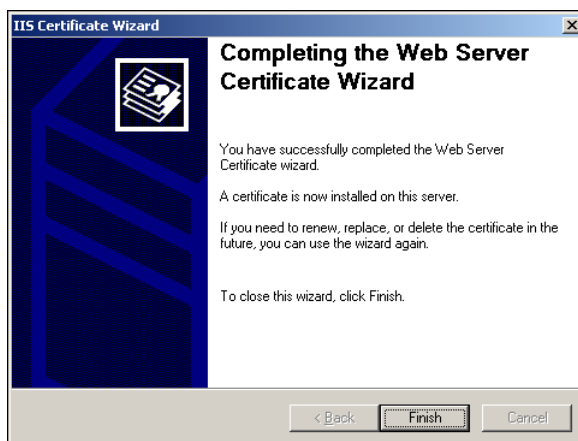 IIS Certificate Wizard
Completing the Web Server
Certificate Wizard
You have successfully completed the Web Server
Certificate wizard.
A certificate is now installed on this server.
If you need to renew, replace, or delete the certificate in the
future, you can use the wizard again.
To close this wizard, click Finish.
< Back Finish Cancel